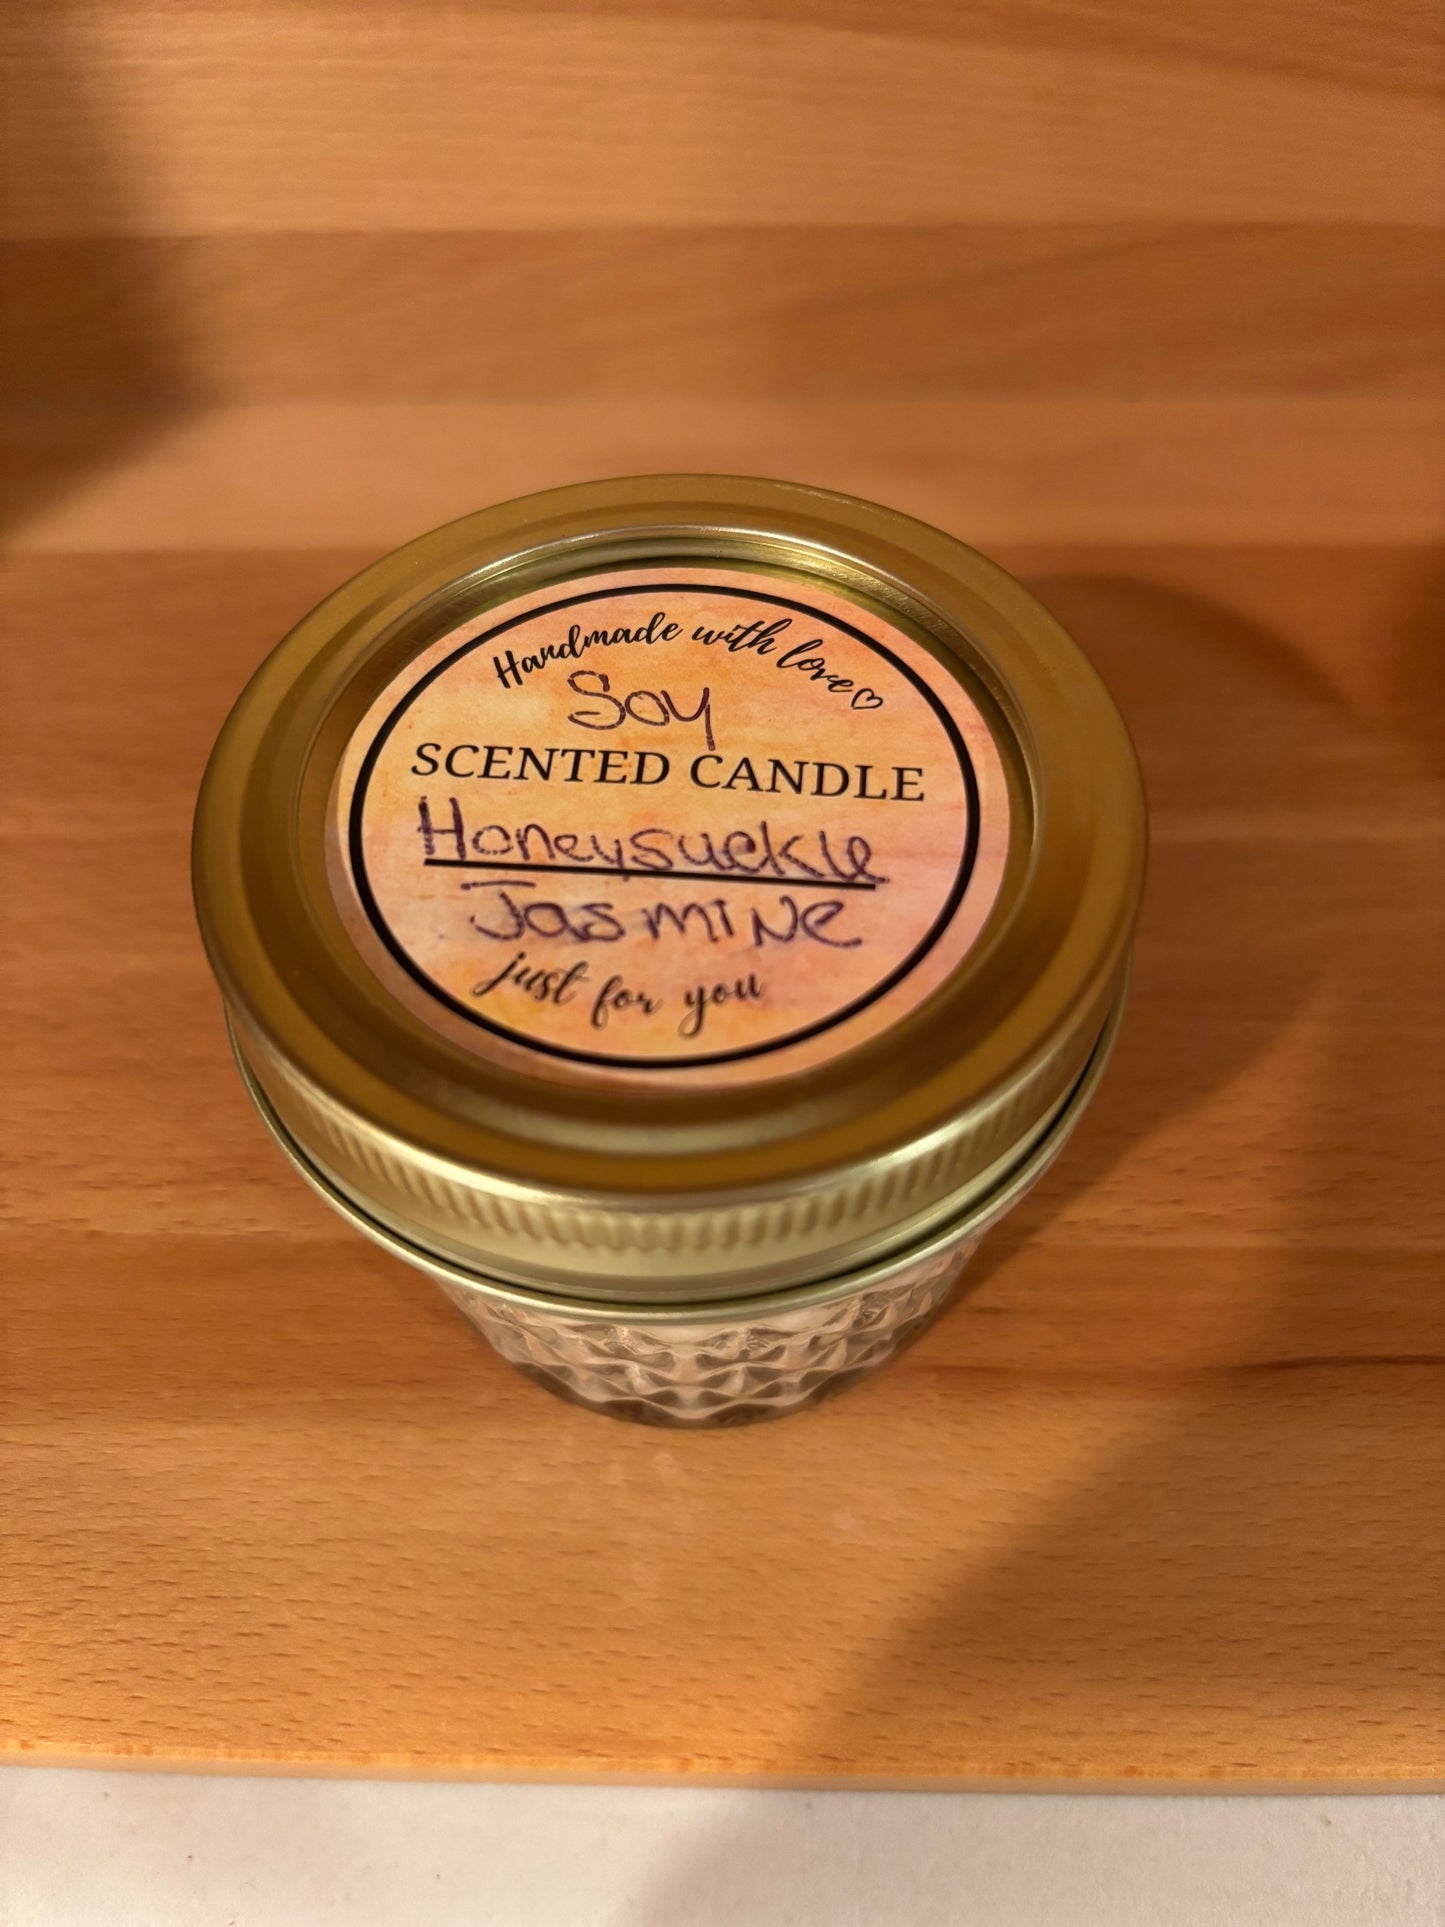 Handmade with love♡
Soy
SCENTED CANDLE
Honeysuckle
Jasmine
just for you